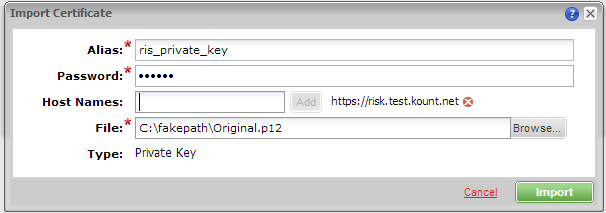 Import Certificate
Alias:* ris_private_key
Password:* ••••••
Host Names: Add https://risk.test.kount.net
File:* C:\fakepath\Original.p12 Browse...
Type: Private Key
Cancel Import